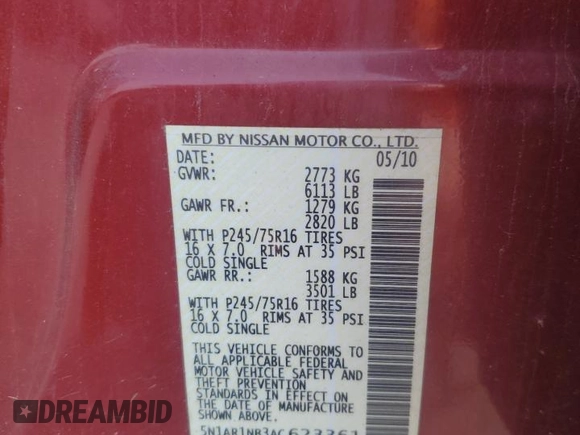 MFD BY NISSAN MOTOR CO., LTD.
DATE: 05/10
GVWR: 2773 KG
6113 LB
GAWR FR.: 1279 KG
2820 LB
WITH P245/75R16 TIRES
16 X 7.0 RIMS AT 35 PSI
COLD SINGLE
GAWR RR.: 1588 KG
3501 LB
WITH P245/75R16 TIRES
16 X 7.0 RIMS AT 35 PSI
COLD SINGLE
THIS VEHICLE CONFORMS TO
ALL APPLICABLE FEDERAL
MOTOR VEHICLE SAFETY AND
THEFT PREVENTION
STANDARDS IN EFFECT ON
THE DATE OF MANUFACTURE
SHOWN ABOVE.
5N1AR1NB3AC623361
BIDAMBID